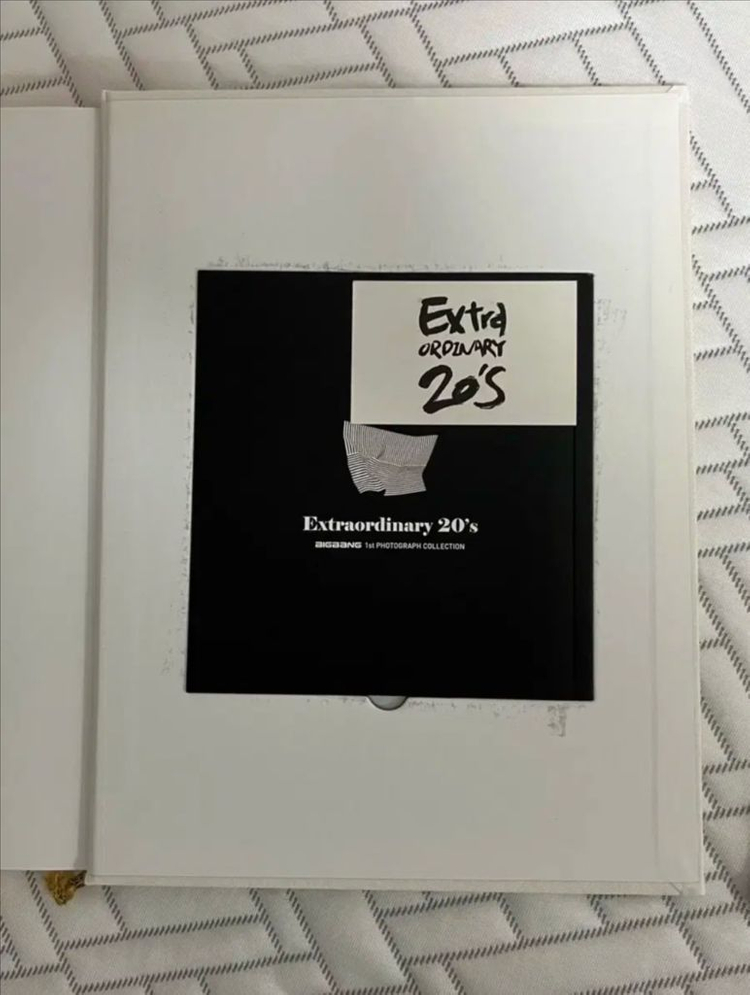 Extra
ORDINARY
20'S
Extraordinary 20's
BIGBANG 1st PHOTOGRAPH COLLECTION